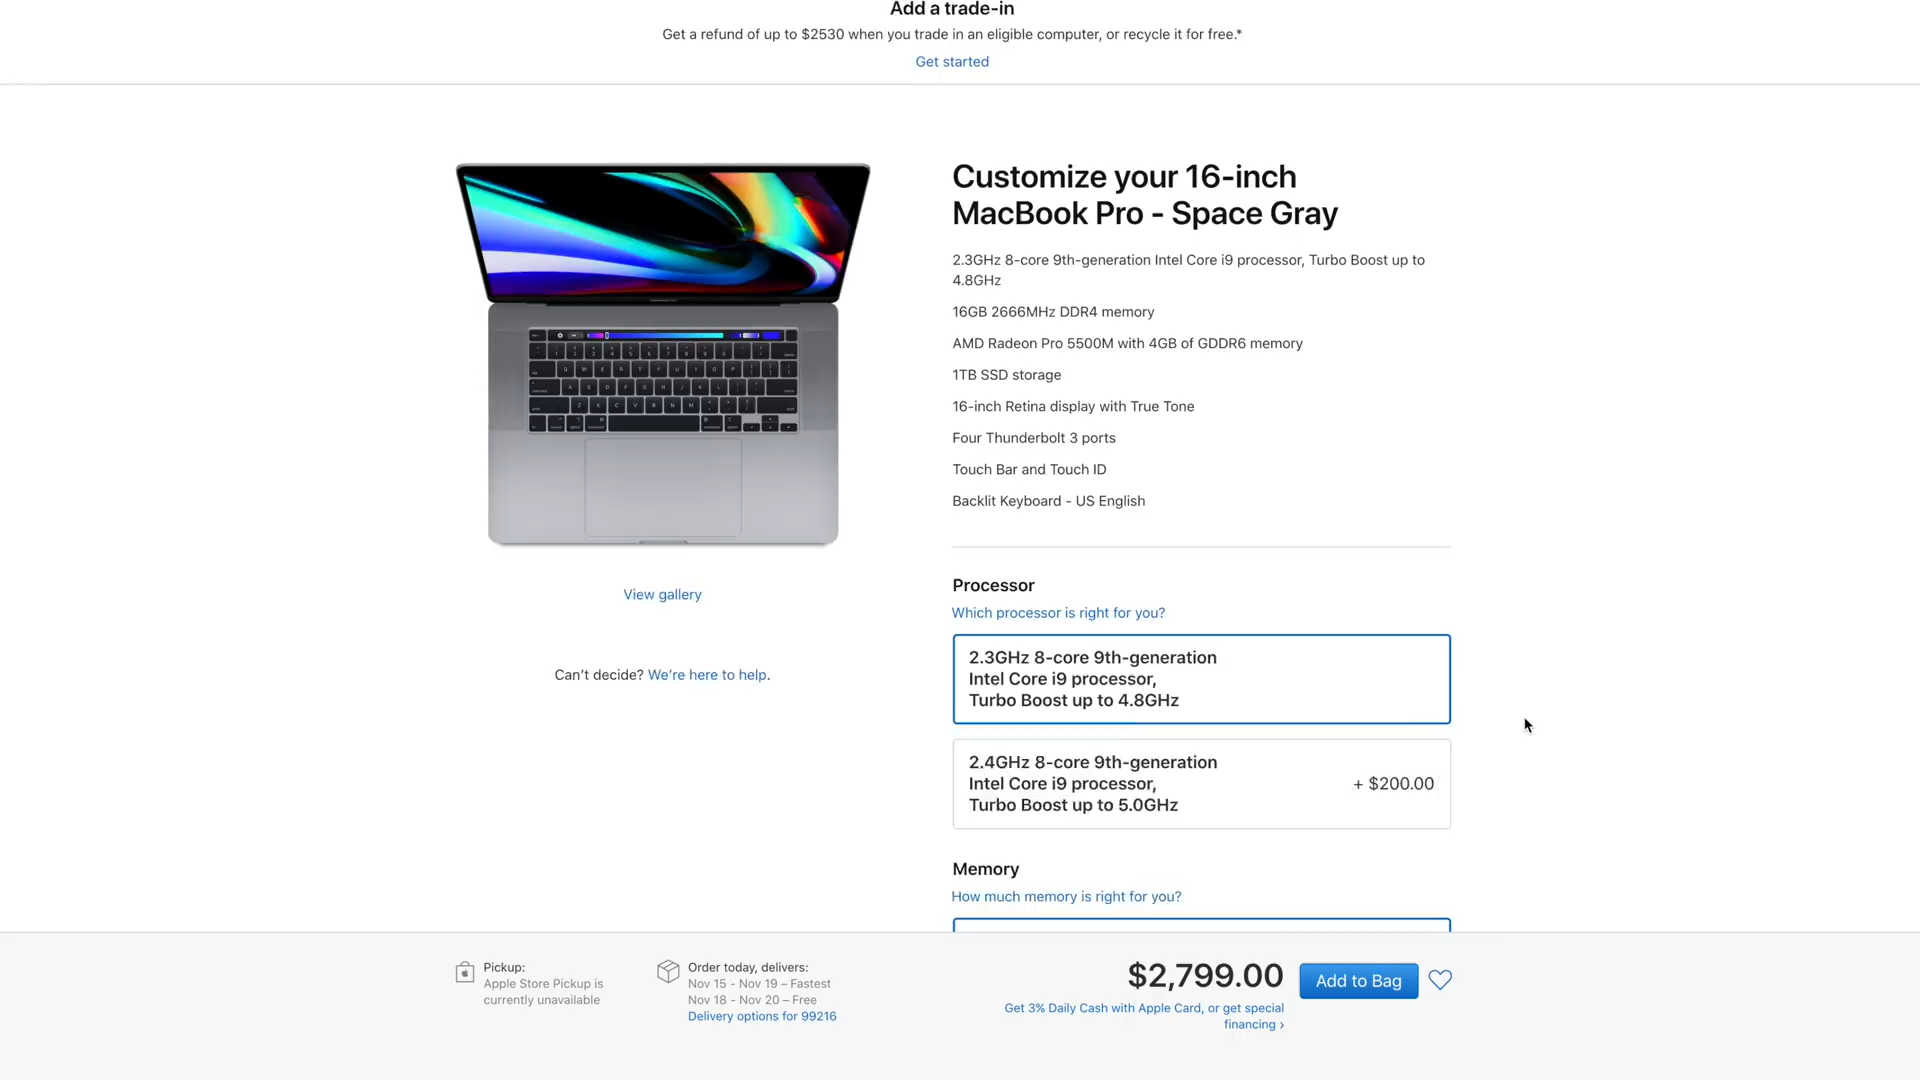 Add a trade-in
Get a refund of up to $2530 when you trade in an eligible computer, or recycle it for free.*
Get started
Customize your 16-inch
MacBook Pro - Space Gray
2.3GHz 8-core 9th-generation Intel Core i9 processor, Turbo Boost up to
4.8GHz
16GB 2666MHz DDR4 memory
AMD Radeon Pro 5500M with 4GB of GDDR6 memory
1TB SSD storage
16-inch Retina display with True Tone
Four Thunderbolt 3 ports
Touch Bar and Touch ID
Backlit Keyboard - US English
View gallery
Can’t decide? We’re here to help.
Processor
Which processor is right for you?
2.3GHz 8-core 9th-generation
Intel Core i9 processor,
Turbo Boost up to 4.8GHz
2.4GHz 8-core 9th-generation
Intel Core i9 processor,
Turbo Boost up to 5.0GHz
+ $200.00
Memory
How much memory is right for you?
Pickup:
Apple Store Pickup is
currently unavailable
Order today, delivers:
Nov 15 - Nov 19 – Fastest
Nov 18 - Nov 20 – Free
Delivery options for 99216
$2,799.00
Get 3% Daily Cash with Apple Card, or get special
financing ›
Add to Bag